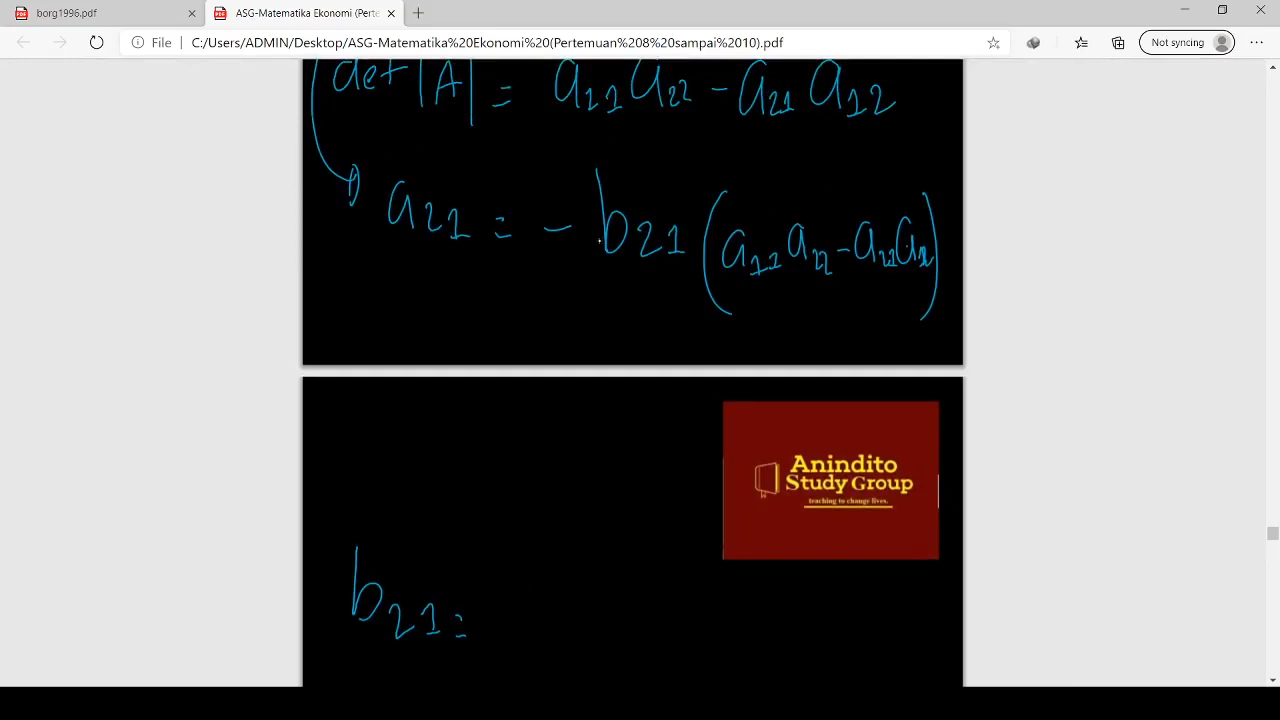 borg1996.pdf
ASG-Matematika Ekonomi (Perte
Not syncing
File
C:/Users/ADMIN/Desktop/ASG-Matematika%20Ekonomi%20(Pertemuan%208%20sampai%2010).pdf
det |A| = a11 a22 - a21 a12
a21 = - b21 (a11 a22 - a21 a12)
Anindito
Study Group
teaching to change lives.
b21 =